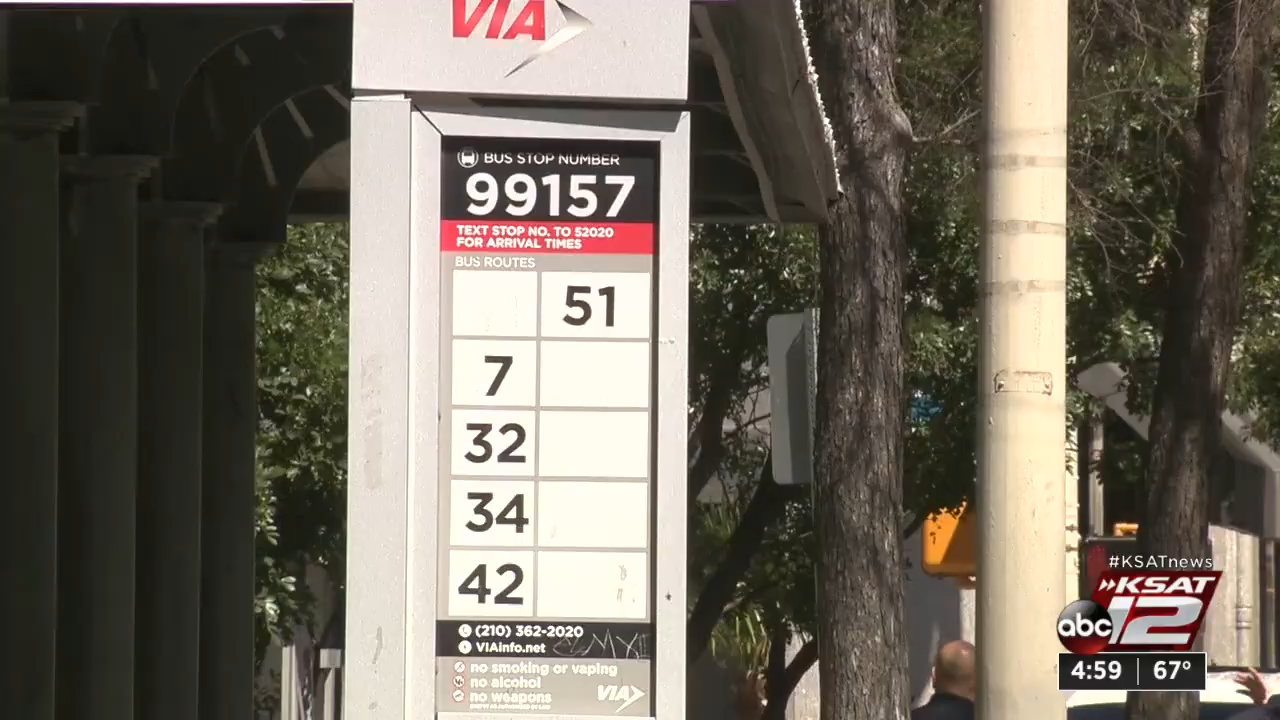 VIA
BUS STOP NUMBER
99157
TEXT STOP NO. TO 52020
FOR ARRIVAL TIMES
BUS ROUTES
51
7
32
34
42
(210) 362-2020
VIAinfo.net
no smoking or vaping
no alcohol
no weapons
VIA
#KSATnews
KSAT
abc 12
4:59 67°